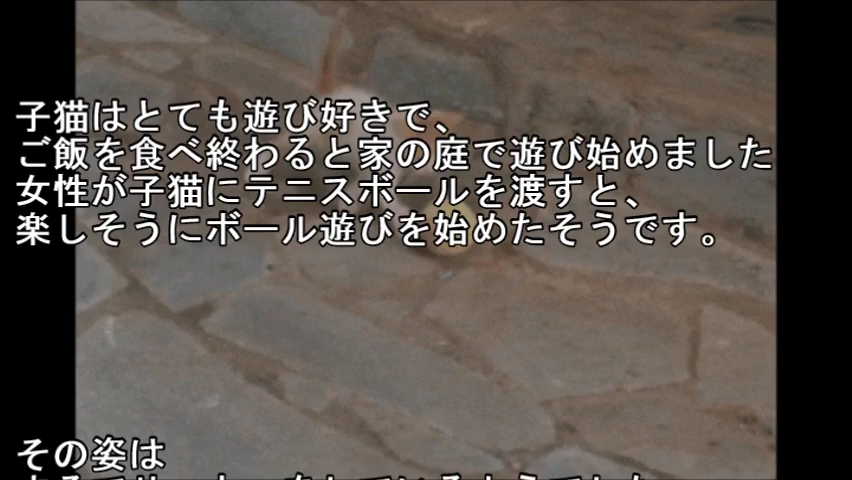 子猫はとても遊び好きで、
ご飯を食べ終わると家の庭で遊び始めました
女性が子猫にテニスボールを渡すと、
楽しそうにボール遊びを始めたそうです。
その姿は